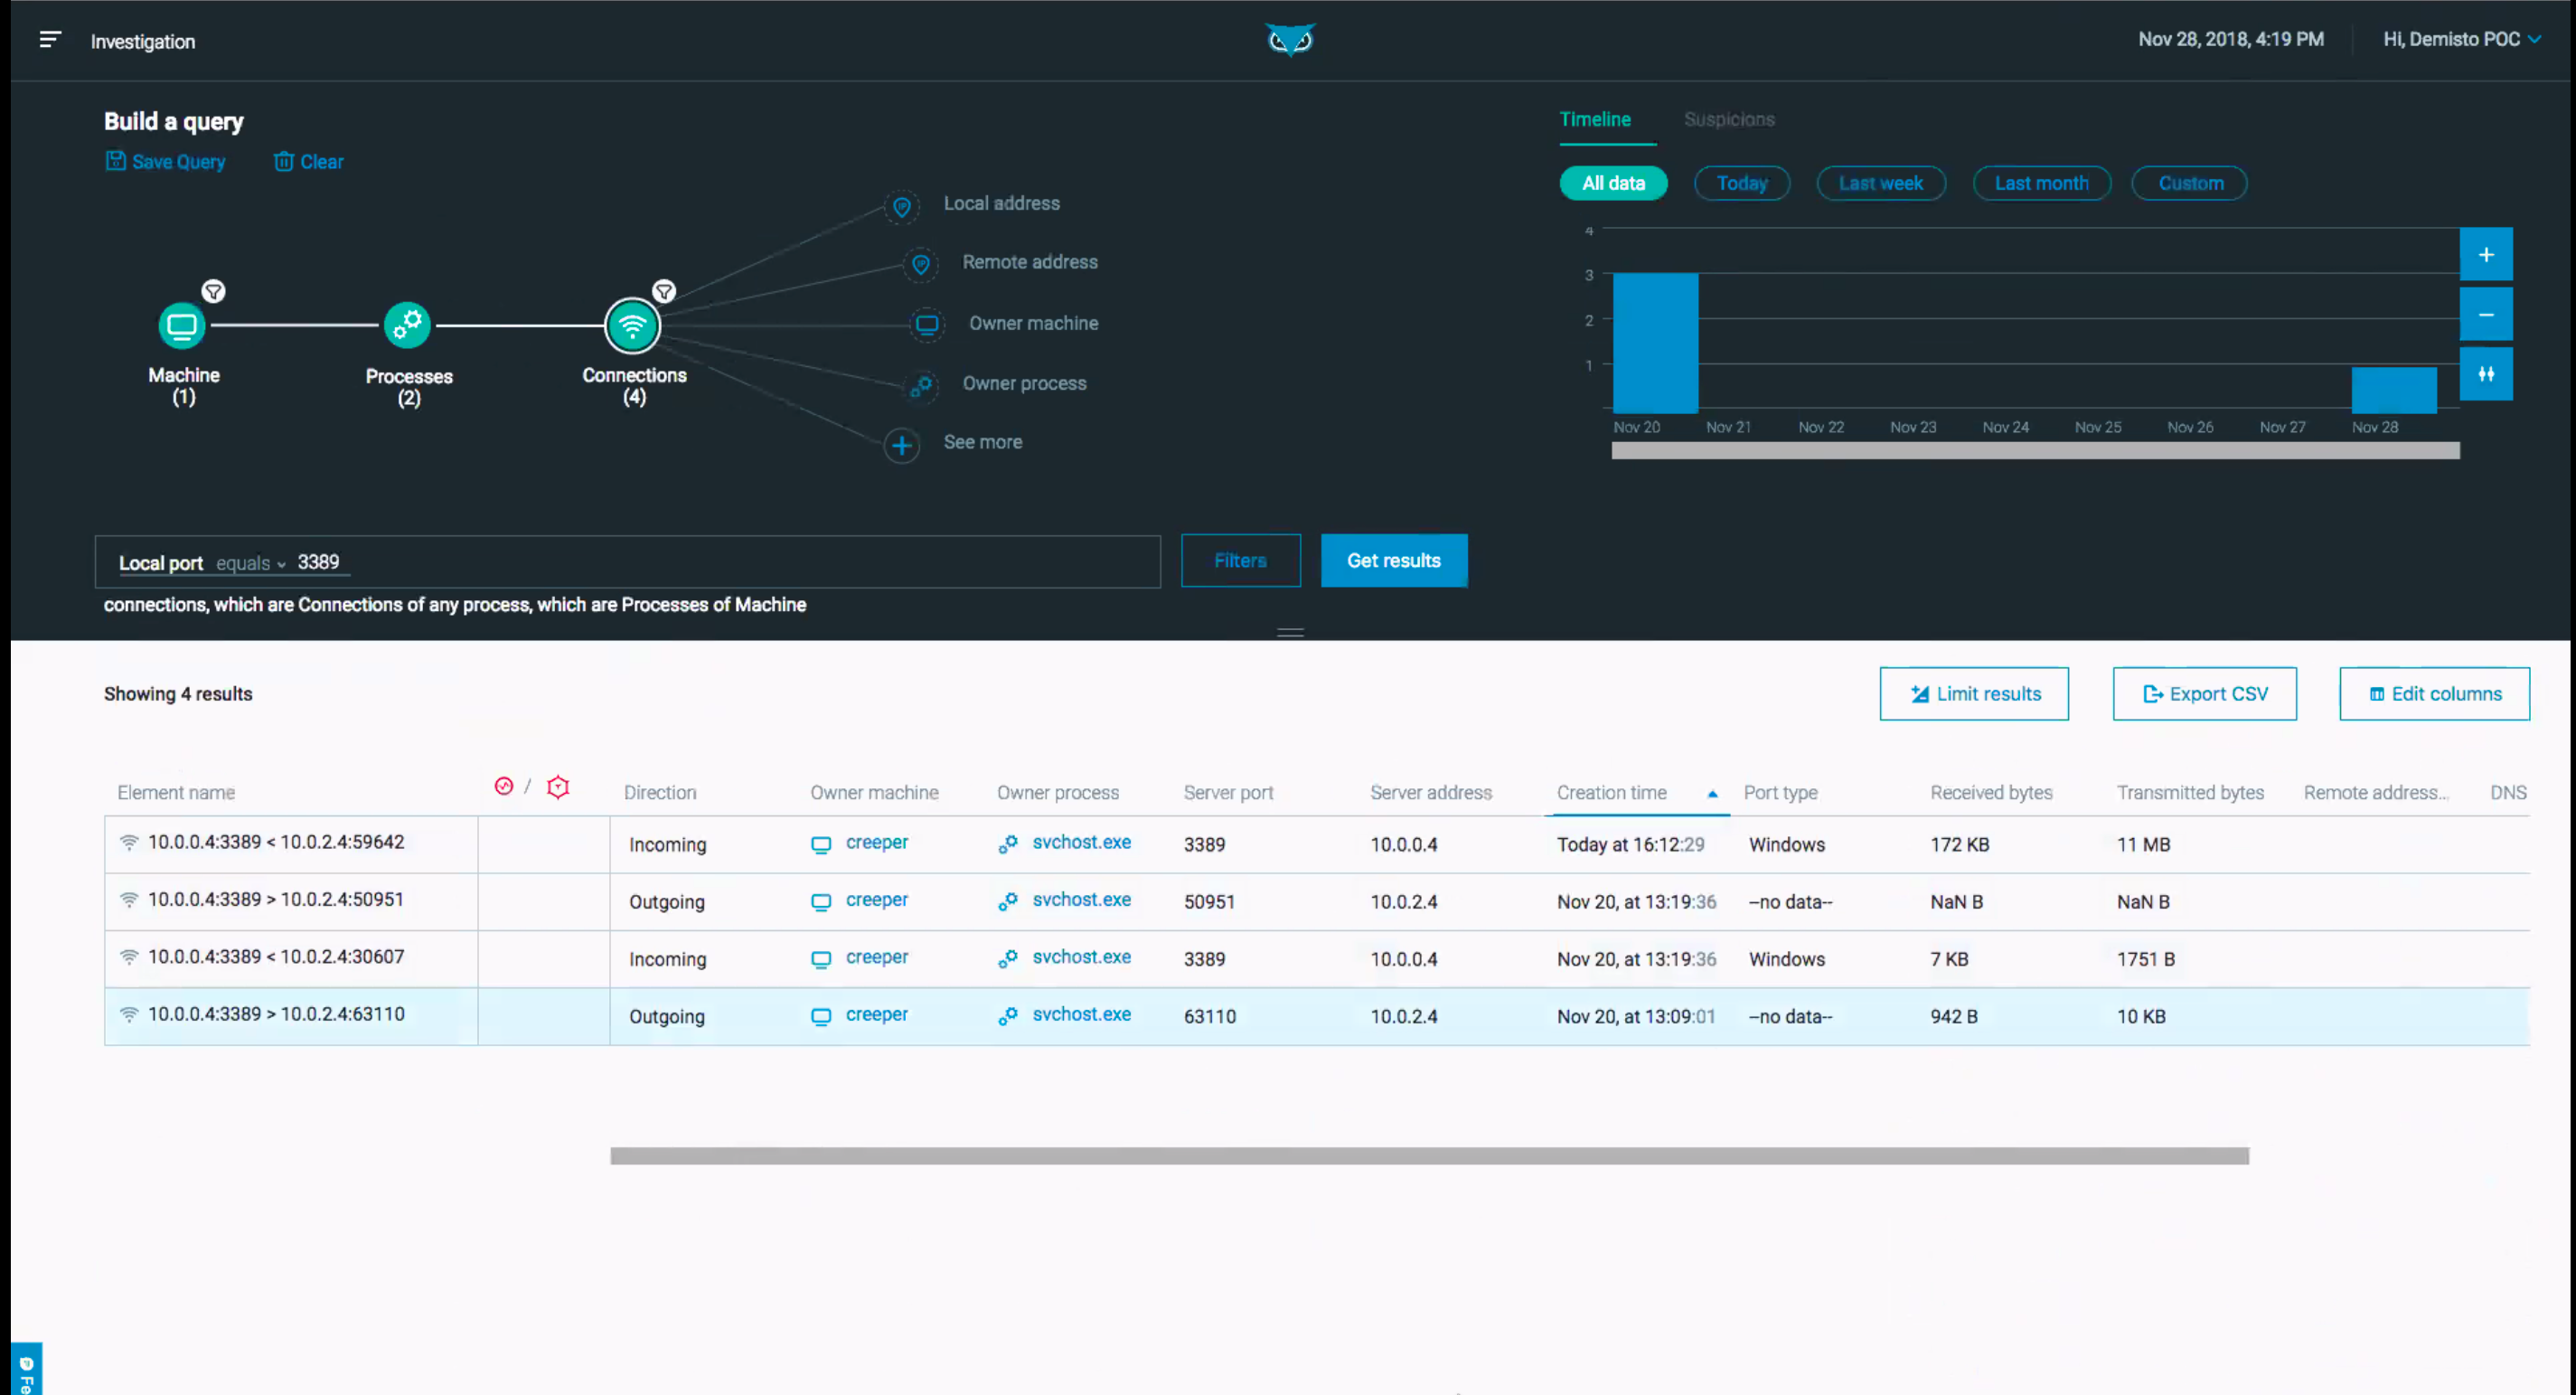 Investigation
Nov 28, 2018, 4:19 PM
Hi, Demisto POC
Build a query
Save Query
Clear
Local address
Remote address
Owner machine
Owner process
See more
Machine
(1)
Processes
(2)
Connections
(4)
Timeline
Suspicions
All data
Today
Last week
Last month
Custom
4
3
2
1
Nov 20 Nov 21 Nov 22 Nov 23 Nov 24 Nov 25 Nov 26 Nov 27 Nov 28
Local port equals 3389
Filters
Get results
connections, which are Connections of any process, which are Processes of Machine
Showing 4 results
Limit results
Export CSV
Edit columns
Element name / Direction Owner machine Owner process Server port Server address Creation time Port type Received bytes Transmitted bytes Remote address... DNS
10.0.0.4:3389 < 10.0.2.4:59642 Incoming creeper svchost.exe 3389 10.0.0.4 Today at 16:12:29 Windows 172 KB 11 MB
10.0.0.4:3389 > 10.0.2.4:50951 Outgoing creeper svchost.exe 50951 10.0.2.4 Nov 20, at 13:19:36 --no data-- NaN B NaN B
10.0.0.4:3389 < 10.0.2.4:30607 Incoming creeper svchost.exe 3389 10.0.0.4 Nov 20, at 13:19:36 Windows 7 KB 1751 B
10.0.0.4:3389 > 10.0.2.4:63110 Outgoing creeper svchost.exe 63110 10.0.2.4 Nov 20, at 13:09:01 --no data-- 942 B 10 KB
Fe